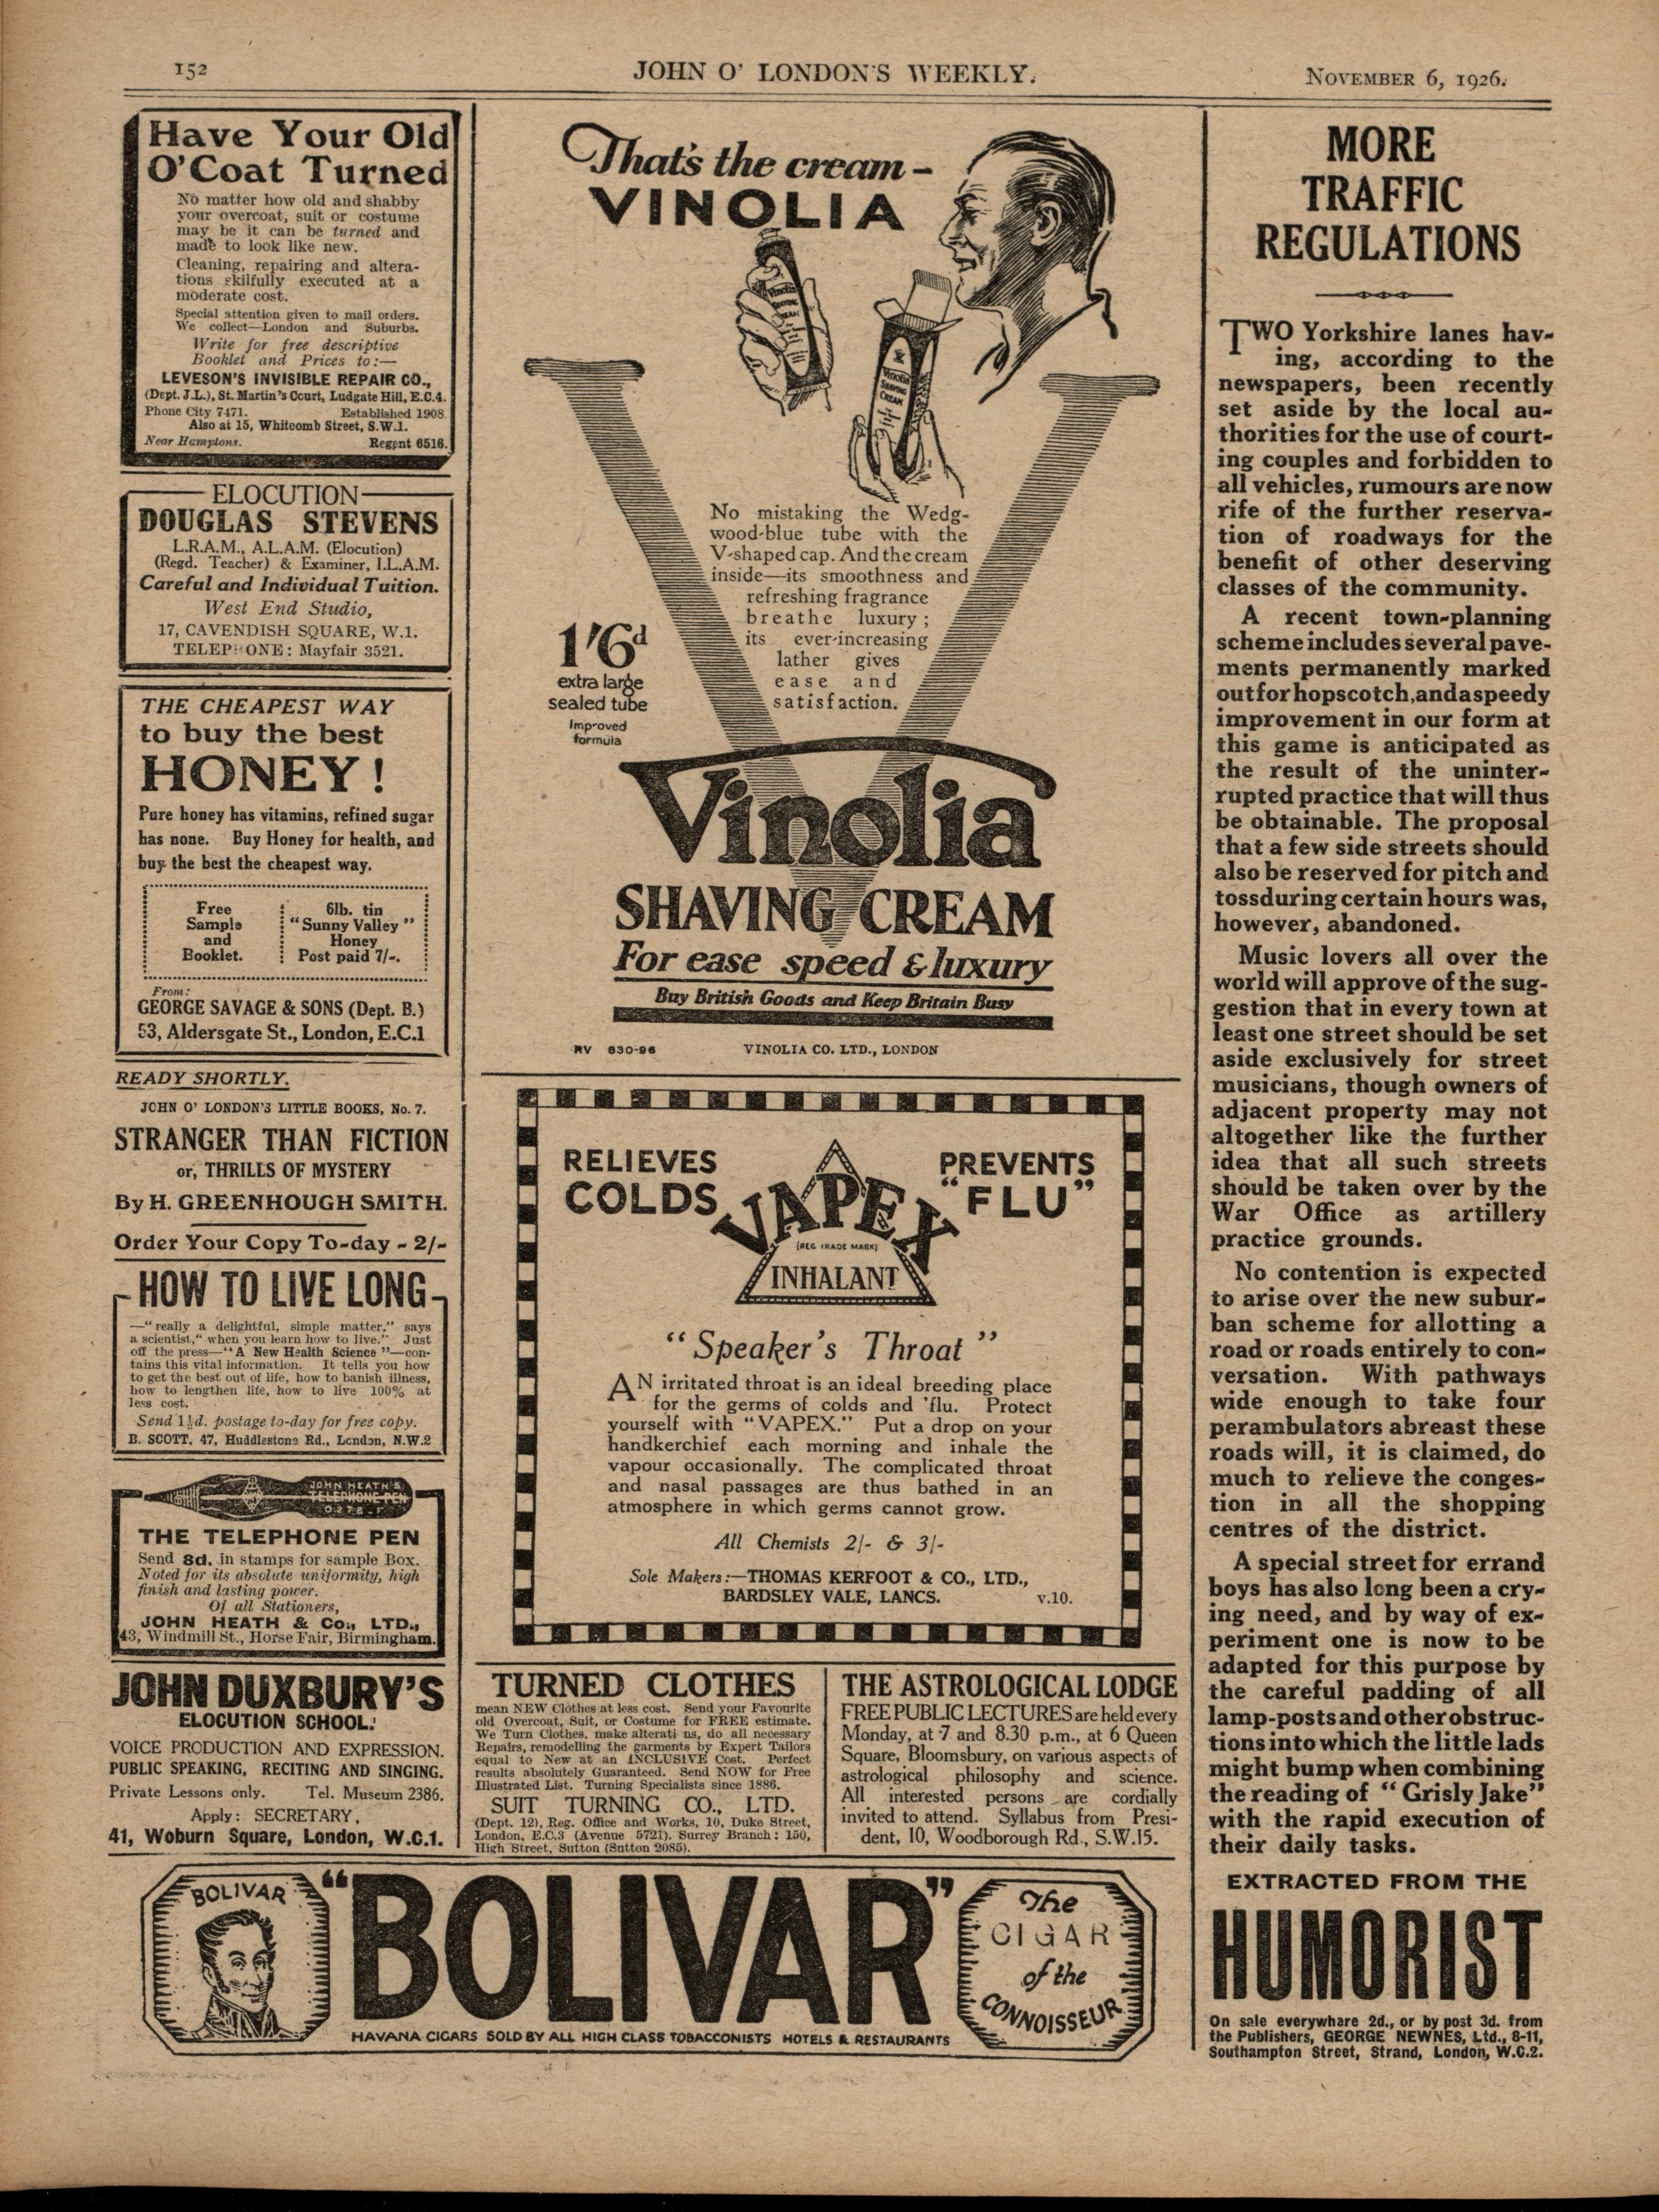 152
JOHN O' LONDON'S WEEKLY.
NOVEMBER 6, 1926.
Have Your Old
O'Coat Turned
No matter how old and shabby
your overcoat, suit or costume
may be it can be turned and
made to look like new.
Cleaning, repairing and altera-
tions skilfully executed at a
moderate cost.
Special attention given to mail orders.
We collect—London and Suburbs.
Write for free descriptive
Booklet and Prices to:—
LEVESON'S INVISIBLE REPAIR CO.,
(Dept. J.L.), St. Martin's Court, Ludgate Hill, E.C.4.
Phone City 7471. Established 1908.
Also at 15, Whitcomb Street, S.W.1.
Near Hamptons. Regent 6516.
ELOCUTION
DOUGLAS STEVENS
L.R.A.M., A.L.A.M. (Elocution)
(Regd. Teacher) & Examiner, I.L.A.M.
Careful and Individual Tuition.
West End Studio,
17, CAVENDISH SQUARE, W.1.
TELEPHONE: Mayfair 3521.
THE CHEAPEST WAY
to buy the best
HONEY!
Pure honey has vitamins, refined sugar
has none. Buy Honey for health, and
buy the best the cheapest way.
Free
Sample
and
Booklet.
6lb. tin
"Sunny Valley"
Honey
Post paid 7/-.
From:
GEORGE SAVAGE & SONS (Dept. B.)
53, Aldersgate St., London, E.C.1
READY SHORTLY.
JOHN O' LONDON'S LITTLE BOOKS, No. 7.
STRANGER THAN FICTION
or, THRILLS OF MYSTERY
By H. GREENHOUGH SMITH.
Order Your Copy To-day - 2/-
HOW TO LIVE LONG
—"really a delightful, simple matter," says
a scientist," when you learn how to live." Just
off the press—"A New Health Science"—con-
tains this vital information. It tells you how
to get the best out of life, how to banish illness,
how to lengthen life, how to live 100% at
less cost.
Send 1½d. postage to-day for free copy.
B. SCOTT, 47, Huddlestone Rd., London, N.W.2
JOHN HEATH'S
TELEPHONE PEN
0278 F
THE TELEPHONE PEN
Send 8d. in stamps for sample Box.
Noted for its absolute uniformity, high
finish and lasting power.
Of all Stationers,
JOHN HEATH & Co., LTD.,
43, Windmill St., Horse Fair, Birmingham.
JOHN DUXBURY'S
ELOCUTION SCHOOL.
VOICE PRODUCTION AND EXPRESSION.
PUBLIC SPEAKING, RECITING AND SINGING.
Private Lessons only. Tel. Museum 2386.
Apply: SECRETARY,
41, Woburn Square, London, W.C.1.
That's the cream -
VINOLIA
Vinolia
SHAVING
CREAM
Vinolia
SHAVING
CREAM
No mistaking the Wedg-
wood-blue tube with the
V-shaped cap. And the cream
inside—its smoothness and
refreshing fragrance
breathe luxury;
its ever-increasing
lather gives
ease and
satisfaction.
1'6d
extra large
sealed tube
Improved
formula
Vinolia
SHAVING CREAM
For ease speed & luxury
Buy British Goods and Keep Britain Busy
RV 630-96 VINOLIA CO. LTD., LONDON
RELIEVES
COLDS
PREVENTS
"FLU"
VAPEX
(REG TRADE MARK)
INHALANT
"Speaker's Throat"
AN irritated throat is an ideal breeding place
for the germs of colds and 'flu. Protect
yourself with "VAPEX." Put a drop on your
handkerchief each morning and inhale the
vapour occasionally. The complicated throat
and nasal passages are thus bathed in an
atmosphere in which germs cannot grow.
All Chemists 2/- & 3/-
Sole Makers:—THOMAS KERFOOT & CO., LTD.,
BARDSLEY VALE, LANCS. v.10.
TURNED CLOTHES
mean NEW Clothes at less cost. Send your Favourite
old Overcoat, Suit, or Costume for FREE estimate.
We Turn Clothes, make alterati ns, do all necessary
Repairs, remodelling the garments by Expert Tailors
equal to New at an INCLUSIVE Cost. Perfect
results absolutely Guaranteed. Send NOW for Free
Illustrated List. Turning Specialists since 1886.
SUIT TURNING CO., LTD.
(Dept. 12), Reg. Office and Works, 10, Duke Street,
London, E.C.3 (Avenue 5721). Surrey Branch: 150,
High Street, Sutton (Sutton 2085).
THE ASTROLOGICAL LODGE
FREE PUBLIC LECTURES are held every
Monday, at 7 and 8.30 p.m., at 6 Queen
Square, Bloomsbury, on various aspects of
astrological philosophy and science.
All interested persons are cordially
invited to attend. Syllabus from Presi-
dent, 10, Woodborough Rd., S.W.15.
BOLIVAR
"BOLIVAR"
The
CIGAR
of the
CONNOISSEUR
HAVANA CIGARS SOLD BY ALL HIGH CLASS TOBACCONISTS HOTELS & RESTAURANTS
MORE
TRAFFIC
REGULATIONS
TWO Yorkshire lanes hav-
ing, according to the
newspapers, been recently
set aside by the local au-
thorities for the use of court-
ing couples and forbidden to
all vehicles, rumours are now
rife of the further reserva-
tion of roadways for the
benefit of other deserving
classes of the community.
A recent town-planning
scheme includes several pave-
ments permanently marked
out for hopscotch, and a speedy
improvement in our form at
this game is anticipated as
the result of the uninter-
rupted practice that will thus
be obtainable. The proposal
that a few side streets should
also be reserved for pitch and
toss during certain hours was,
however, abandoned.
Music lovers all over the
world will approve of the sug-
gestion that in every town at
least one street should be set
aside exclusively for street
musicians, though owners of
adjacent property may not
altogether like the further
idea that all such streets
should be taken over by the
War Office as artillery
practice grounds.
No contention is expected
to arise over the new subur-
ban scheme for allotting a
road or roads entirely to con-
versation. With pathways
wide enough to take four
perambulators abreast these
roads will, it is claimed, do
much to relieve the conges-
tion in all the shopping
centres of the district.
A special street for errand
boys has also long been a cry-
ing need, and by way of ex-
periment one is now to be
adapted for this purpose by
the careful padding of all
lamp-posts and other obstruc-
tions into which the little lads
might bump when combining
the reading of "Grisly Jake"
with the rapid execution of
their daily tasks.
EXTRACTED FROM THE
HUMORIST
On sale everywhere 2d., or by post 3d. from
the Publishers, GEORGE NEWNES, Ltd., 8-11,
Southampton Street, Strand, London, W.C.2.